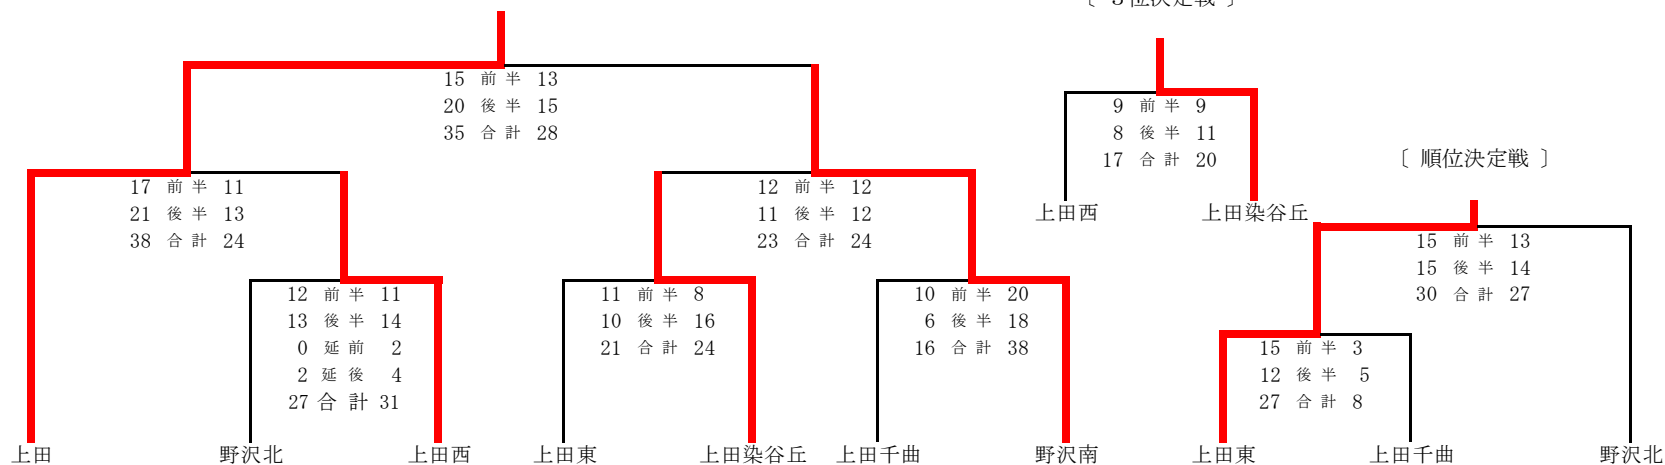 〔 3位決定戦 〕
15 前半 13
20 後半 15
35 合計 28
9 前半 9
8 後半 11
17 合計 20
上田西 上田染谷丘
〔 順位決定戦 〕
17 前半 11
21 後半 13
38 合計 24
12 前半 12
11 後半 12
23 合計 24
15 前半 13
15 後半 14
30 合計 27
12 前半 11
13 後半 14
0 延前 2
2 延後 4
27 合計 31
11 前半 8
10 後半 16
21 合計 24
10 前半 20
6 後半 18
16 合計 38
15 前半 3
12 後半 5
27 合計 8
上田 野沢北 上田西 上田東 上田染谷丘 上田千曲 野沢南 上田東 上田千曲 野沢北